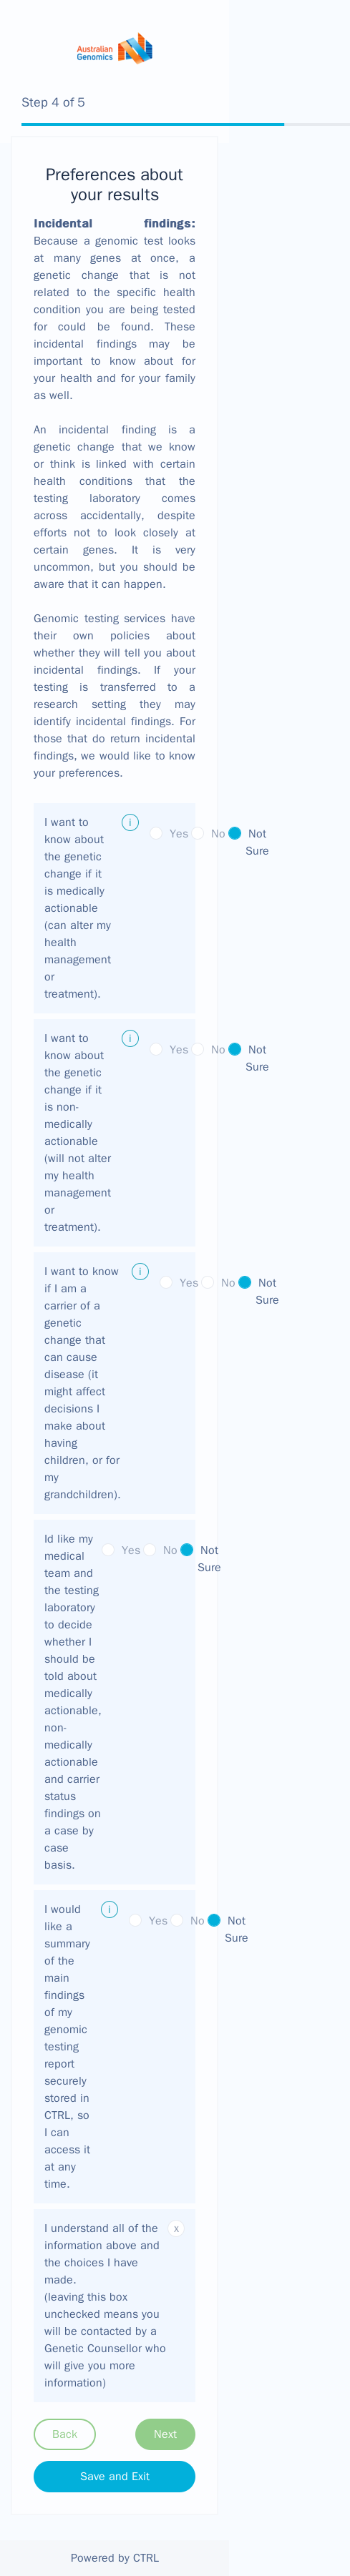 Australian
Genomics
Step 4 of 5
Preferences about
your results
Incidental findings:
Because a genomic test looks
at many genes at once, a
genetic change that is not
related to the specific health
condition you are being tested
for could be found. These
incidental findings may be
important to know about for
your health and for your family
as well.
An incidental finding is a
genetic change that we know
or think is linked with certain
health conditions that the
testing laboratory comes
across accidentally, despite
efforts not to look closely at
certain genes. It is very
uncommon, but you should be
aware that it can happen.
Genomic testing services have
their own policies about
whether they will tell you about
incidental findings. If your
testing is transferred to a
research setting they may
identify incidental findings. For
those that do return incidental
findings, we would like to know
your preferences.
I want to
know about
the genetic
change if it
is medically
actionable
(can alter my
health
management
or
treatment).
i
Yes No Not
Sure
I want to
know about
the genetic
change if it
is non-
medically
actionable
(will not alter
my health
management
or
treatment).
i
Yes No Not
Sure
I want to know
if I am a
carrier of a
genetic
change that
can cause
disease (it
might affect
decisions I
make about
having
children, or for
my
grandchildren).
i
Yes No Not
Sure
Id like my
medical
team and
the testing
laboratory
to decide
whether I
should be
told about
medically
actionable,
non-
medically
actionable
and carrier
status
findings on
a case by
case
basis.
Yes No Not
Sure
I would
like a
summary
of the
main
findings
of my
genomic
testing
report
securely
stored in
CTRL, so
I can
access it
at any
time.
i
Yes No Not
Sure
I understand all of the
information above and
the choices I have
made.
(leaving this box
unchecked means you
will be contacted by a
Genetic Counsellor who
will give you more
information)
x
Back Next
Save and Exit
Powered by CTRL